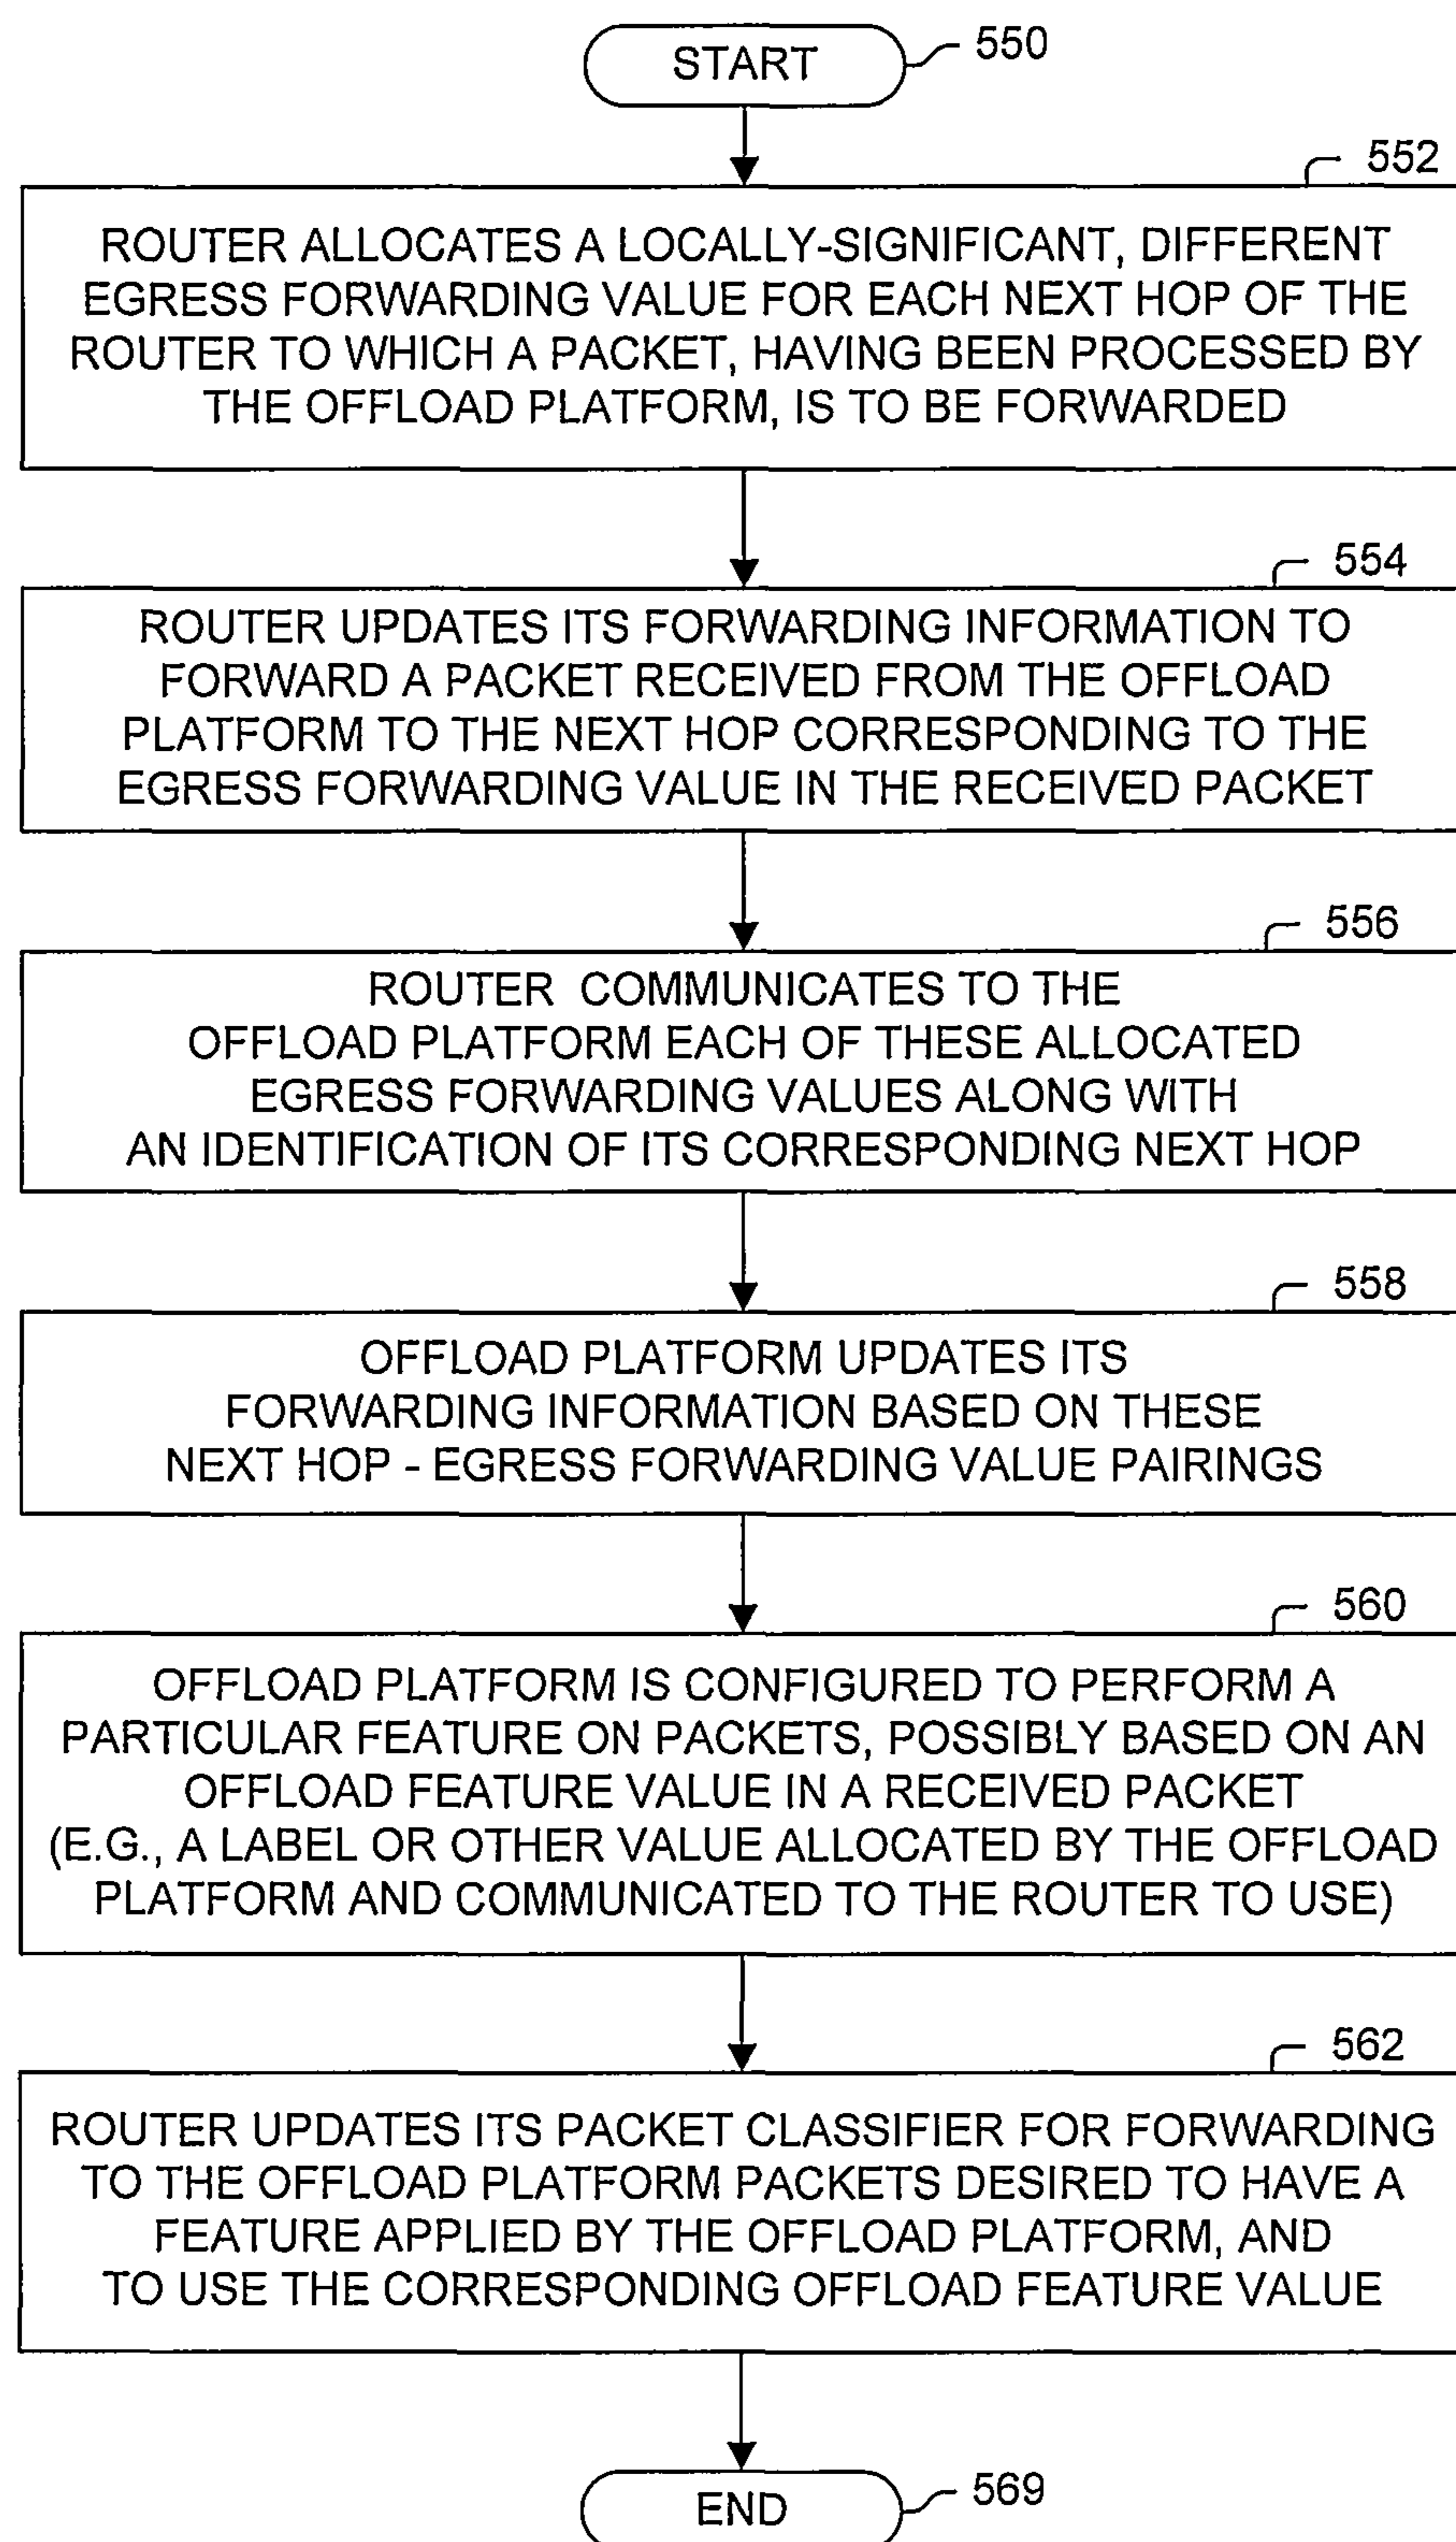 START
550
552
ROUTER ALLOCATES A LOCALLY-SIGNIFICANT, DIFFERENT
EGRESS FORWARDING VALUE FOR EACH NEXT HOP OF THE
ROUTER TO WHICH A PACKET, HAVING BEEN PROCESSED BY
THE OFFLOAD PLATFORM, IS TO BE FORWARDED
554
ROUTER UPDATES ITS FORWARDING INFORMATION TO
FORWARD A PACKET RECEIVED FROM THE OFFLOAD
PLATFORM TO THE NEXT HOP CORRESPONDING TO THE
EGRESS FORWARDING VALUE IN THE RECEIVED PACKET
556
ROUTER COMMUNICATES TO THE
OFFLOAD PLATFORM EACH OF THESE ALLOCATED
EGRESS FORWARDING VALUES ALONG WITH
AN IDENTIFICATION OF ITS CORRESPONDING NEXT HOP
558
OFFLOAD PLATFORM UPDATES ITS
FORWARDING INFORMATION BASED ON THESE
NEXT HOP - EGRESS FORWARDING VALUE PAIRINGS
560
OFFLOAD PLATFORM IS CONFIGURED TO PERFORM A
PARTICULAR FEATURE ON PACKETS, POSSIBLY BASED ON AN
OFFLOAD FEATURE VALUE IN A RECEIVED PACKET
(E.G., A LABEL OR OTHER VALUE ALLOCATED BY THE OFFLOAD
PLATFORM AND COMMUNICATED TO THE ROUTER TO USE)
562
ROUTER UPDATES ITS PACKET CLASSIFIER FOR FORWARDING
TO THE OFFLOAD PLATFORM PACKETS DESIRED TO HAVE A
FEATURE APPLIED BY THE OFFLOAD PLATFORM, AND
TO USE THE CORRESPONDING OFFLOAD FEATURE VALUE
END
569